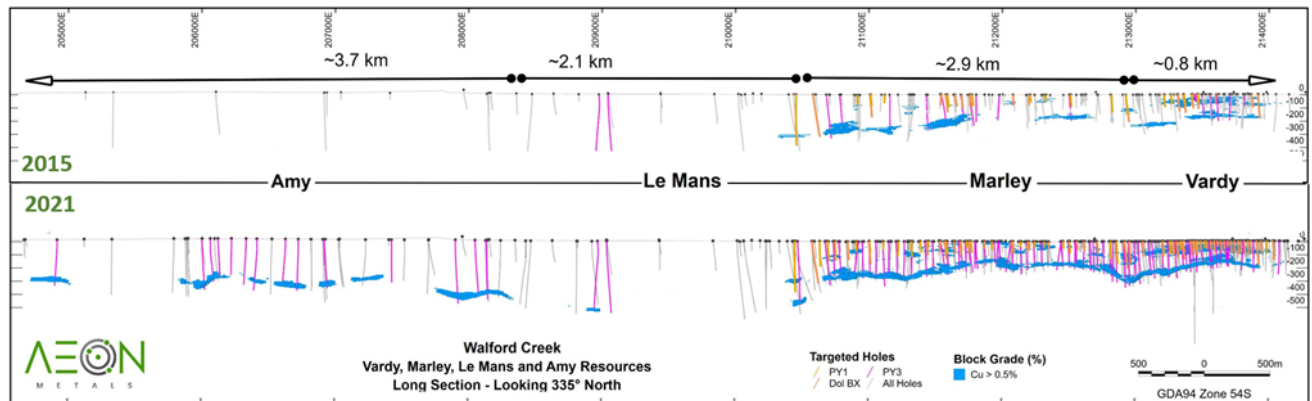 205000E 206000E 207000E 208000E 209000E 210000E 211000E 212000E 213000E 214000E
~3.7 km ~2.1 km ~2.9 km ~0.8 km
0
-100
-200
-300
-400
2015
Amy Le Mans Marley Vardy
2021
0
-100
-200
-300
-400
-500
AEON
METALS
Walford Creek
Vardy, Marley, Le Mans and Amy Resources
Long Section - Looking 335° North
Targeted Holes
PY1 PY3
Dol BX All Holes
Block Grade (%)
Cu > 0.5%
500 0 500m
GDA94 Zone 54S